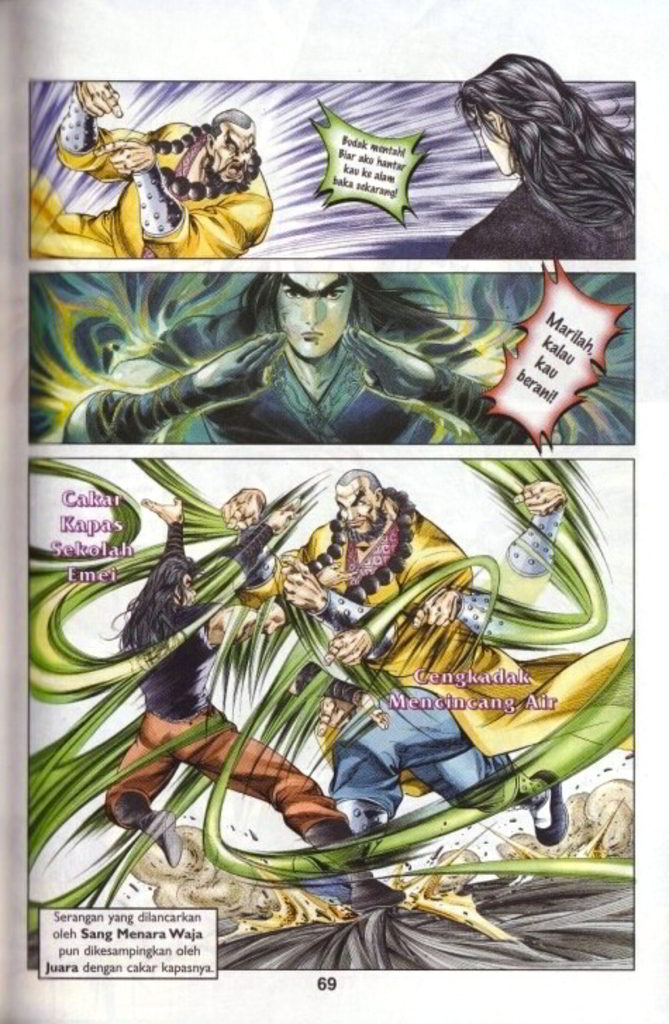 Budak mentah!
Biar aku hantar
kau ke alam
baka sekarang!
Marilah,
kalau
kau
berani!
Cakar
Kapas
Sekolah
Emei
Cengkadak
Mencincang Air
Serangan yang dilancarkan
oleh Sang Menara Waja
pun dikesampingkan oleh
Juara dengan cakar kapasnya.
69